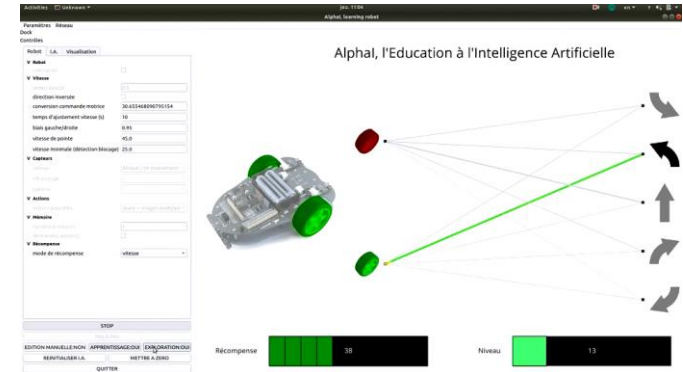 Activities
Unknown
jeu. 11:04
en
AlphaI, learning robot
Paramètres Réseau
Dock
Contrôles
Robot I.A. Visualisation
Robot
Vitesse
direction inversée
conversion commande motrice 30.655468090795154
temps d'ajustement vitesse (s) 10
biais gauche/droite 0.95
vitesse de pointe 45.0
vitesse minimale (détection blocage) 25.0
Capteurs
Actions
Mémoire
Récompense
mode de récompense vitesse
STOP
EDITION MANUELLE:NON APPRENTISSAGE:OUI EXPLORATION:OUI
REINITIALISER I.A. METTRE A ZERO
QUITTER
AlphaI, l'Education à l'Intelligence Artificielle
Récompense 38
Niveau 13